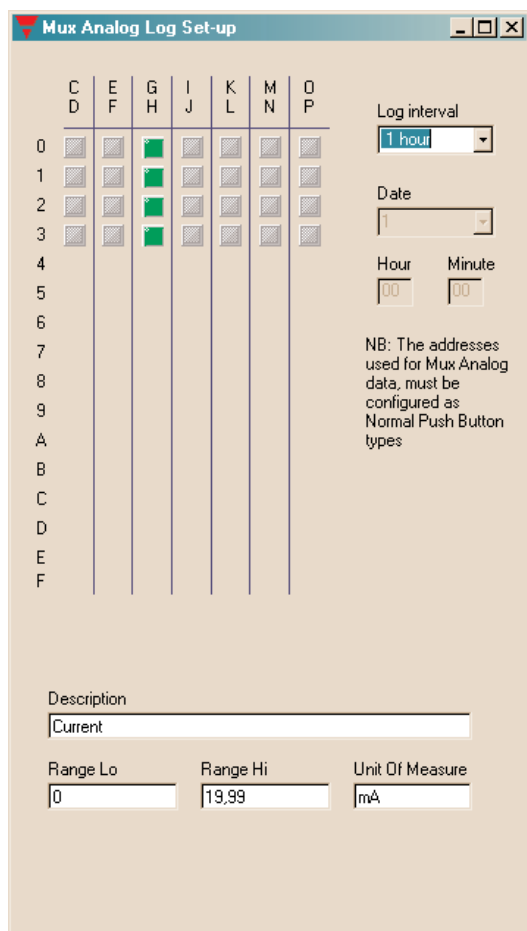 Mux Analog Log Set-up
C E G I K M O
D F H J L N P
0
1
2
3
4
5
6
7
8
9
A
B
C
D
E
F
Log interval
1 hour
Date
1
Hour Minute
00 00
NB: The addresses
used for Mux Analog
data, must be
configured as
Normal Push Button
types
Description
Current
Range Lo Range Hi Unit Of Measure
0 19,99 mA